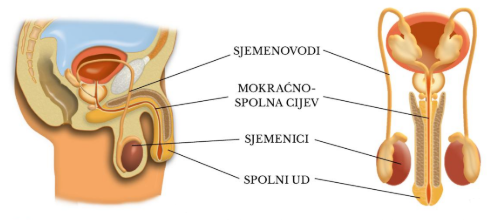 SJEMENOVODI
MOKRAĆNO-
SPOLNA CIJEV
SJEMENICI
SPOLNI UD